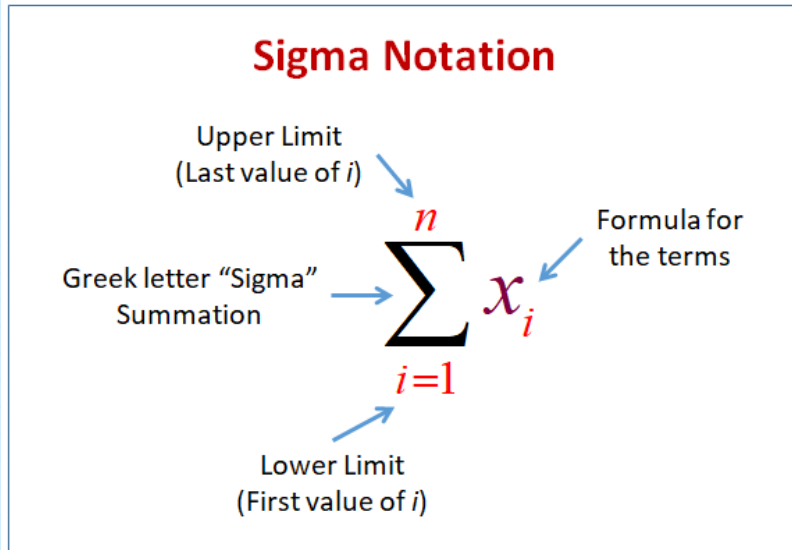 Sigma Notation
Upper Limit
(Last value of i)
n
Formula for
the terms
Greek letter “Sigma”
Summation
∑ xᵢ
i=1
Lower Limit
(First value of i)